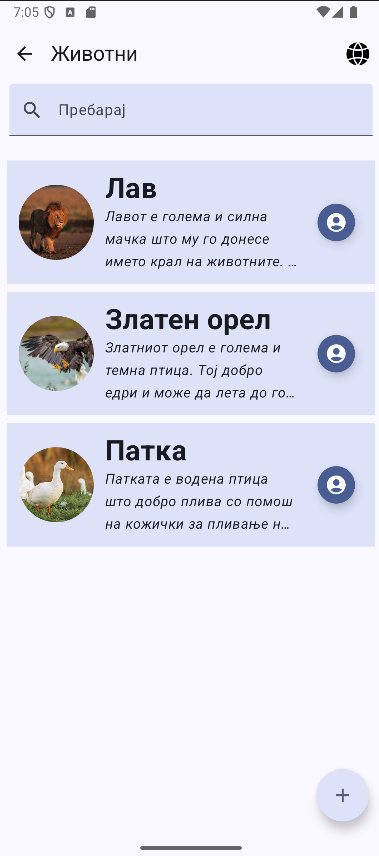 7:05
Животни
Пребарај
Лав
Лавот е голема и силна
мачка што му го донесе
името крал на животните. …
Златен орел
Златниот орел е голема и
темна птица. Тој добро
едри и може да лета до го…
Патка
Патката е водена птица
што добро плива со помош
на кожички за пливање н…